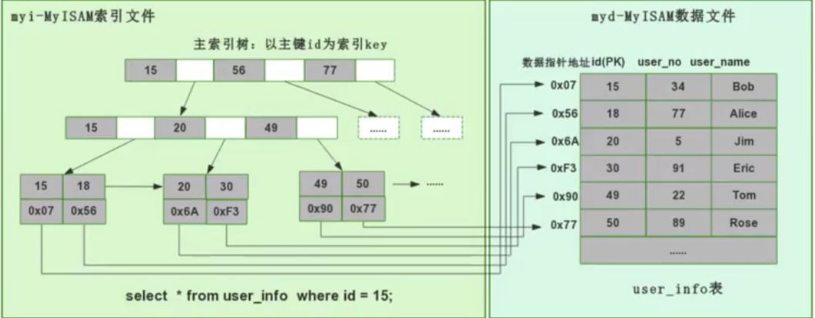 myi-MyISAM索引文件
主索引树：以主键id为索引key
15 56 77
15 20 49
...... ......
15 18
0x07 0x56
20 30
0x6A 0xF3
49 50
0x90 0x77
......
select * from user_info where id = 15;
myd-MyISAM数据文件
数据指针地址id(PK) user_no user_name
0x07 15 34 Bob
0x56 18 77 Alice
0x6A 20 5 Jim
0xF3 30 91 Eric
0x90 49 22 Tom
0x77 50 89 Rose
......
user_info表